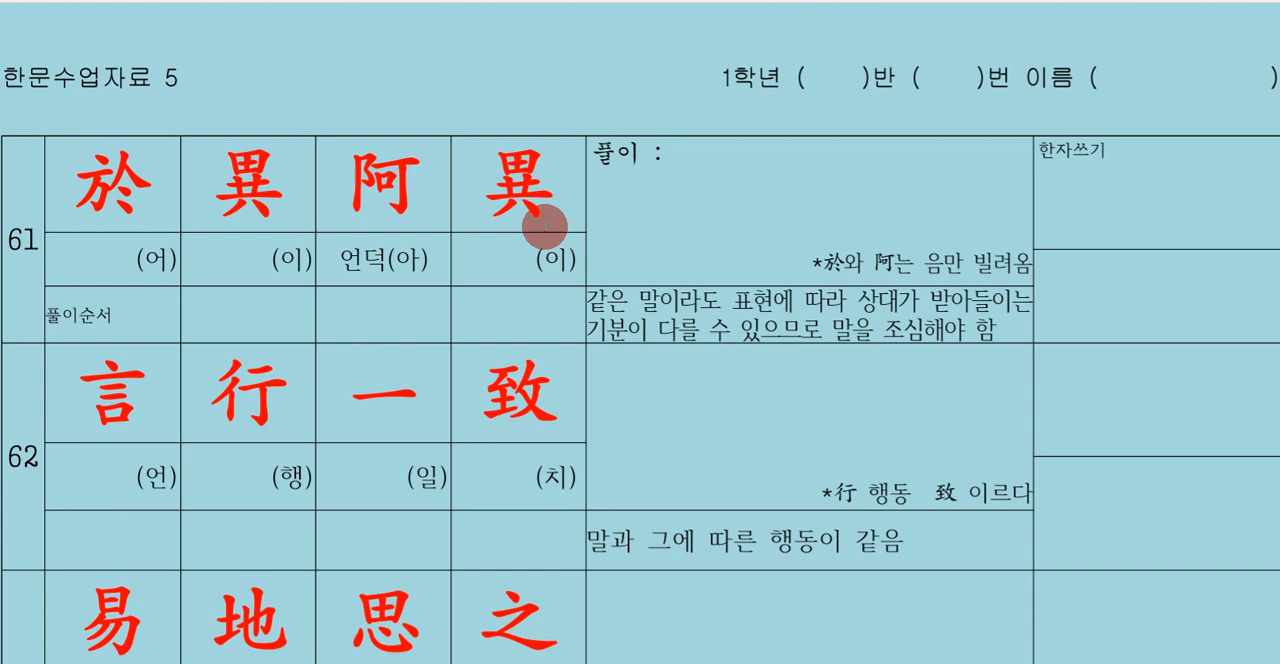 한문수업자료 5
1학년 (    )반 (    )번 이름 (            )
61
於 異 阿 異
(어) (이) 언덕(아) (이)
풀이순서
풀이 :
*於와 阿는 음만 빌려옴
같은 말이라도 표현에 따라 상대가 받아들이는
기분이 다를 수 있으므로 말을 조심해야 함
한자쓰기
62
言 行 一 致
(언) (행) (일) (치)
*行 행동  致 이르다
말과 그에 따른 행동이 같음
易 地 思 之